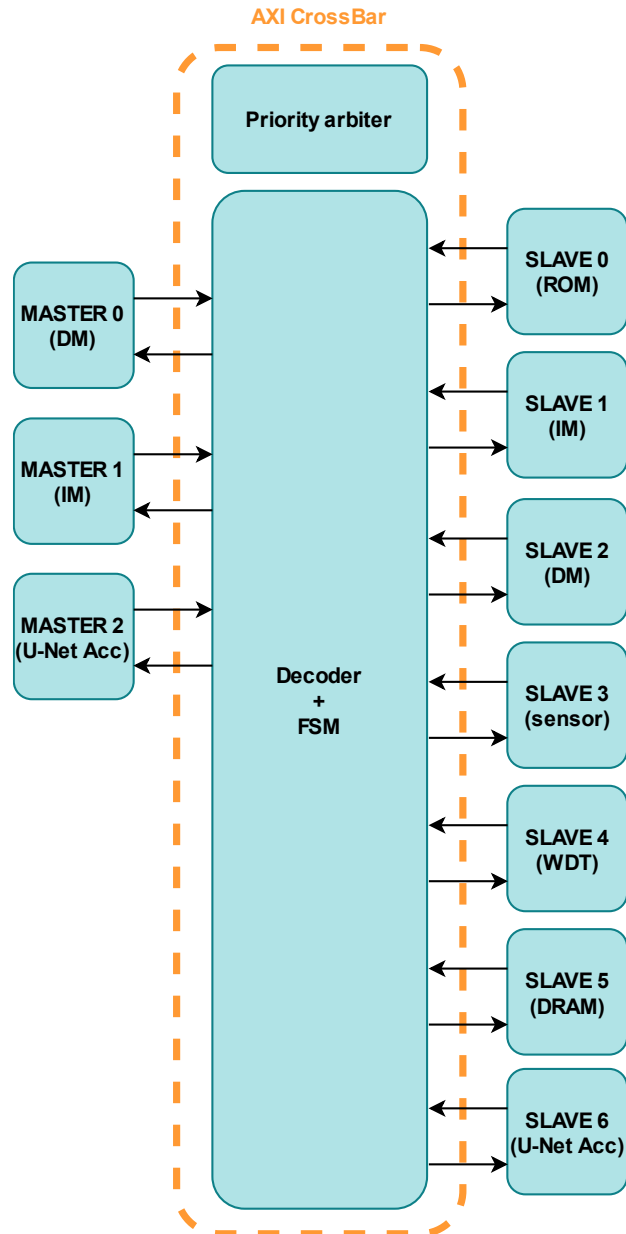 AXI CrossBar
Priority arbiter
MASTER 0
(DM)
MASTER 1
(IM)
MASTER 2
(U-Net Acc)
Decoder
+
FSM
SLAVE 0
(ROM)
SLAVE 1
(IM)
SLAVE 2
(DM)
SLAVE 3
(sensor)
SLAVE 4
(WDT)
SLAVE 5
(DRAM)
SLAVE 6
(U-Net Acc)